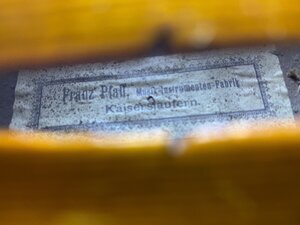 Franz Pfaff, Musik-Instrumenten-Fabrik
Kaiserslautern.